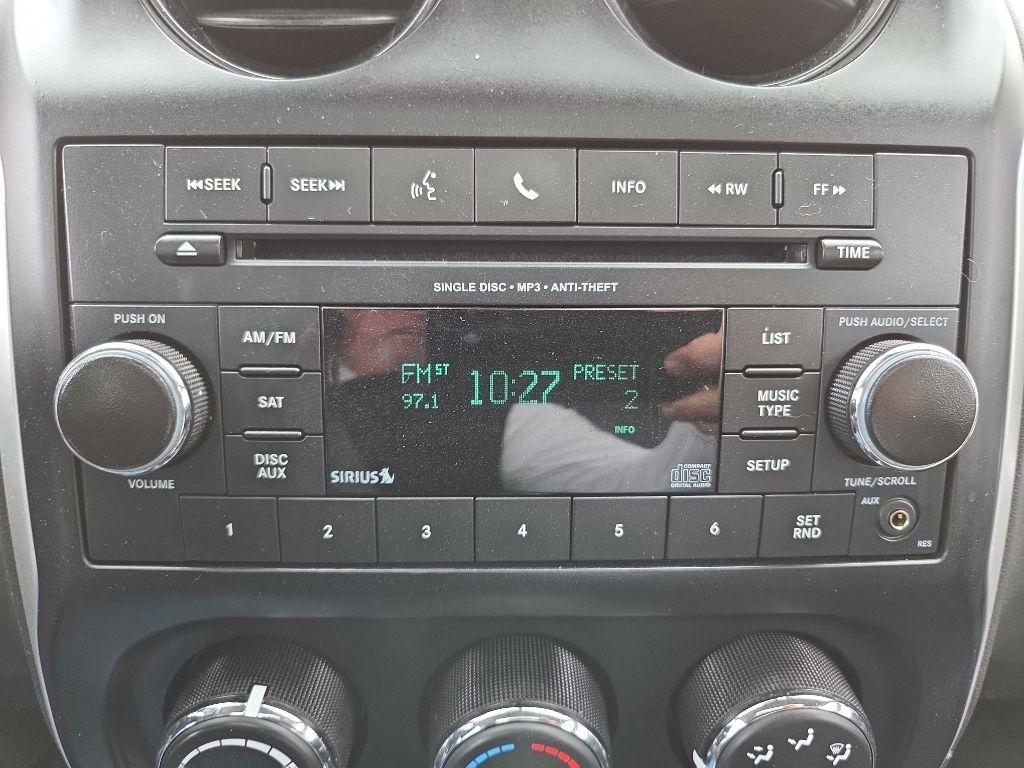 SEEK
SEEK
INFO
RW
FF
TIME
SINGLE DISC • MP3 • ANTI-THEFT
PUSH ON
AM/FM
SAT
DISC
AUX
VOLUME
FM ST
97.1
10:27
PRESET
2
INFO
SIRIUS
COMPACT
disc
DIGITAL AUDIO
LIST
MUSIC
TYPE
SETUP
PUSH AUDIO/SELECT
TUNE/SCROLL
1
2
3
4
5
6
SET
RND
AUX
RES